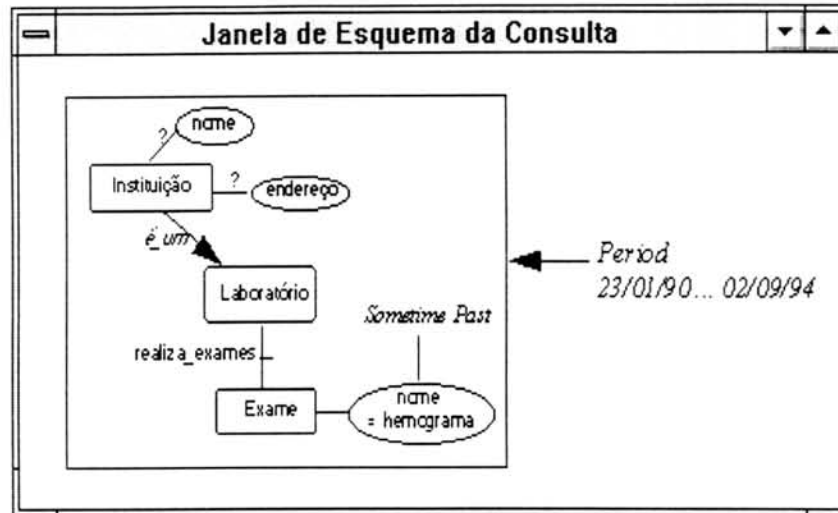 Janela de Esquema da Consulta
?
nome
Instituição
?
endereço
é_um
Laboratório
Period
23/01/90... 02/09/94
Sometime Past
realiza_exames
Exame
nome
= hemograma